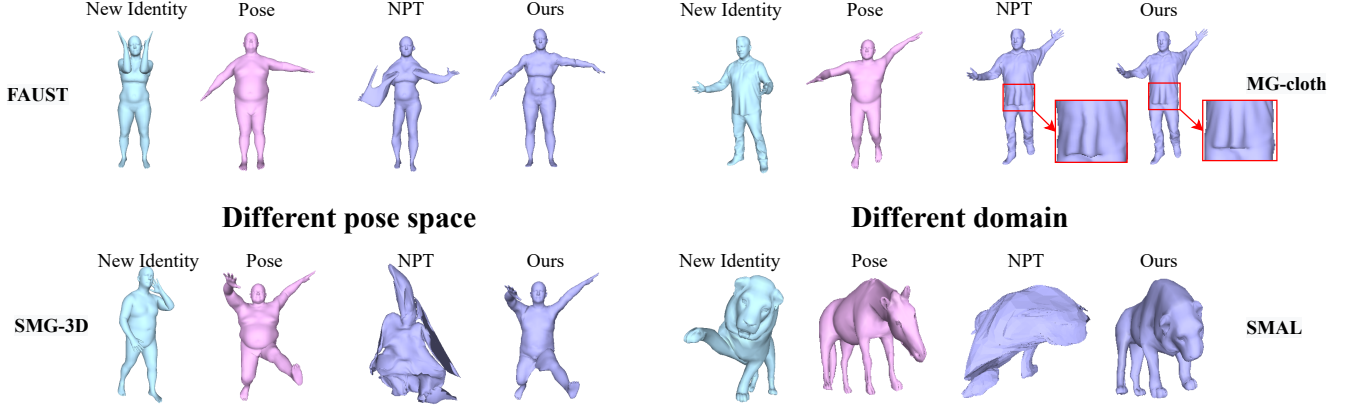 New Identity Pose NPT Ours
FAUST
New Identity Pose NPT Ours
MG-cloth
Different pose space
Different domain
New Identity Pose NPT Ours
SMG-3D
New Identity Pose NPT Ours
SMAL